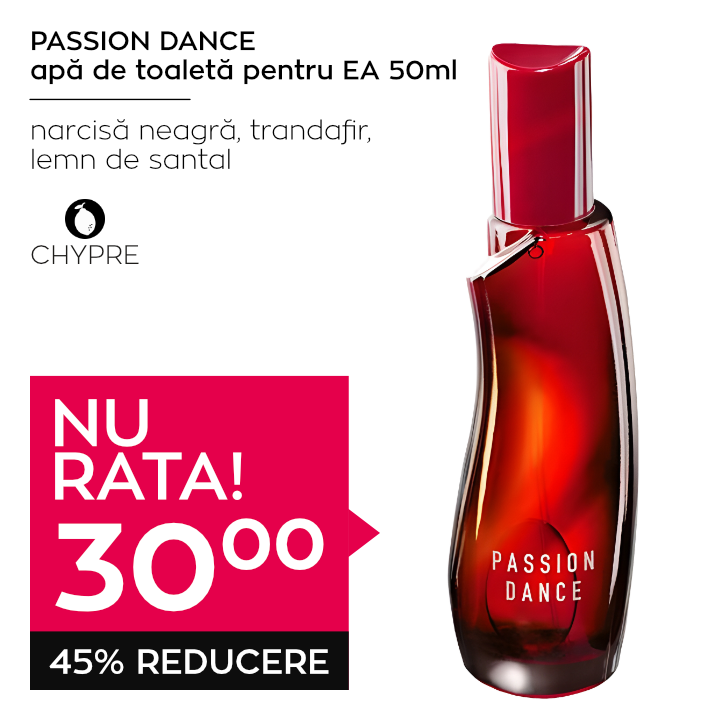 PASSION DANCE
apă de toaletă pentru EA 50ml
narcisă neagră, trandafir,
lemn de santal
CHYPRE
NU
RATA!
30⁰⁰
45% REDUCERE
PASSION
DANCE